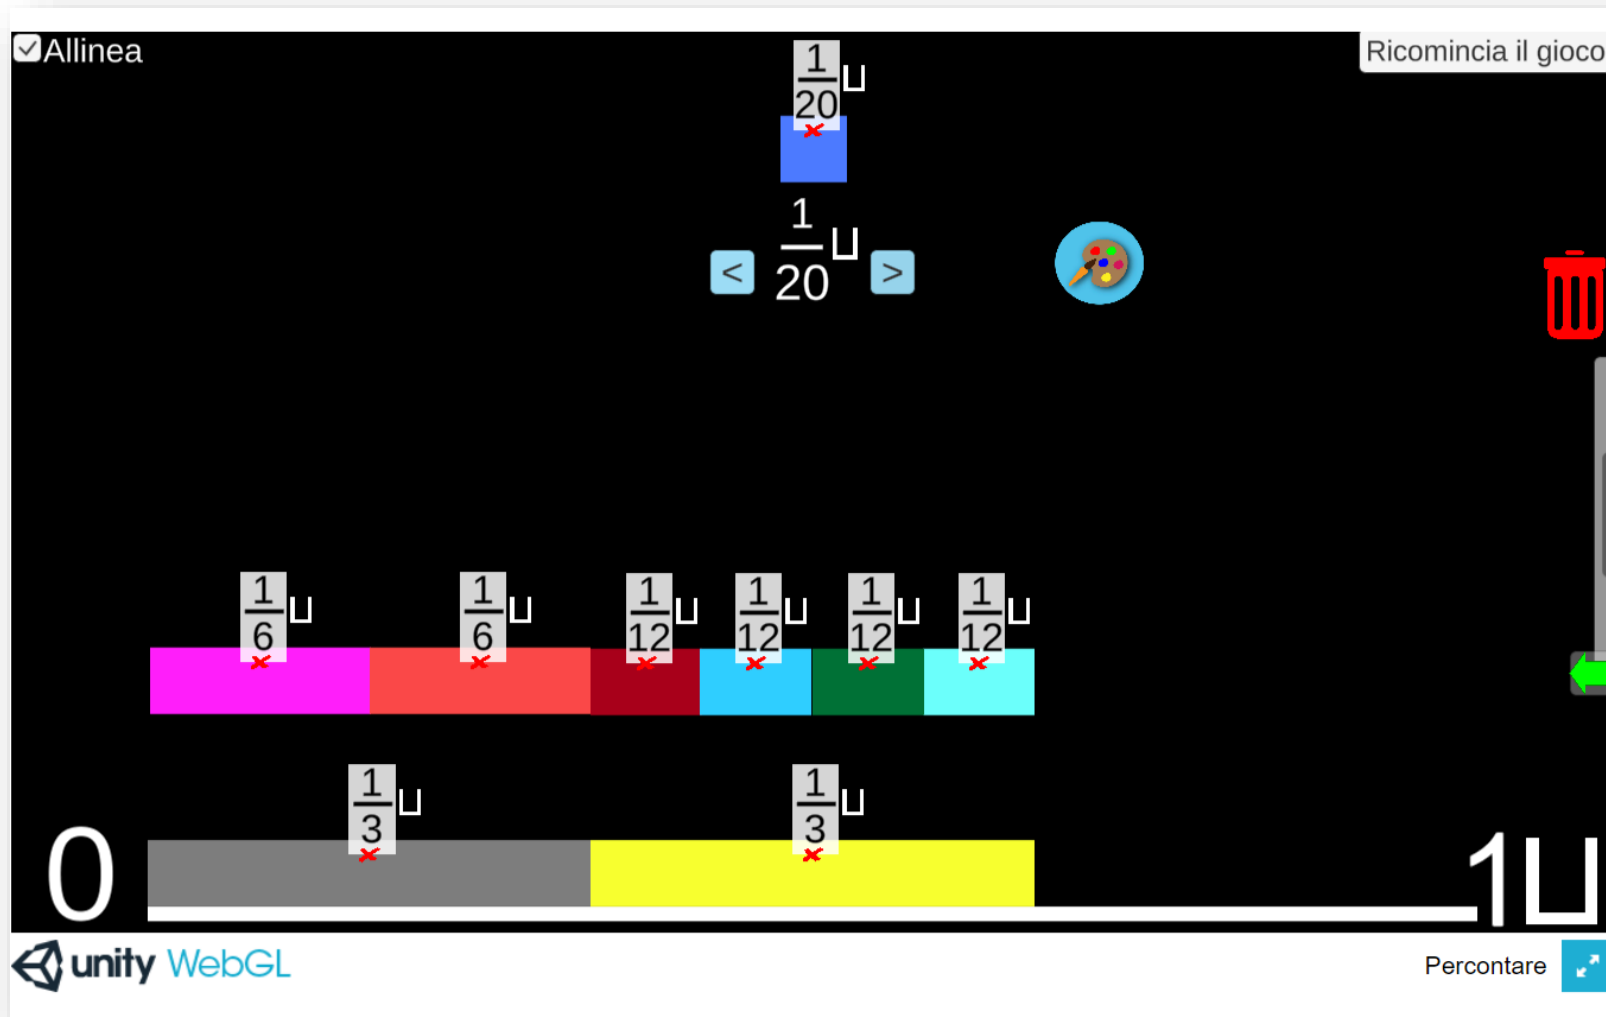 Allinea
Ricomincia il gioco
1
20 u
< 1
20 u >
1
6 u
1
6 u
1
12 u
1
12 u
1
12 u
1
12 u
1
3 u
1
3 u
0
1u
unity WebGL
Percontare